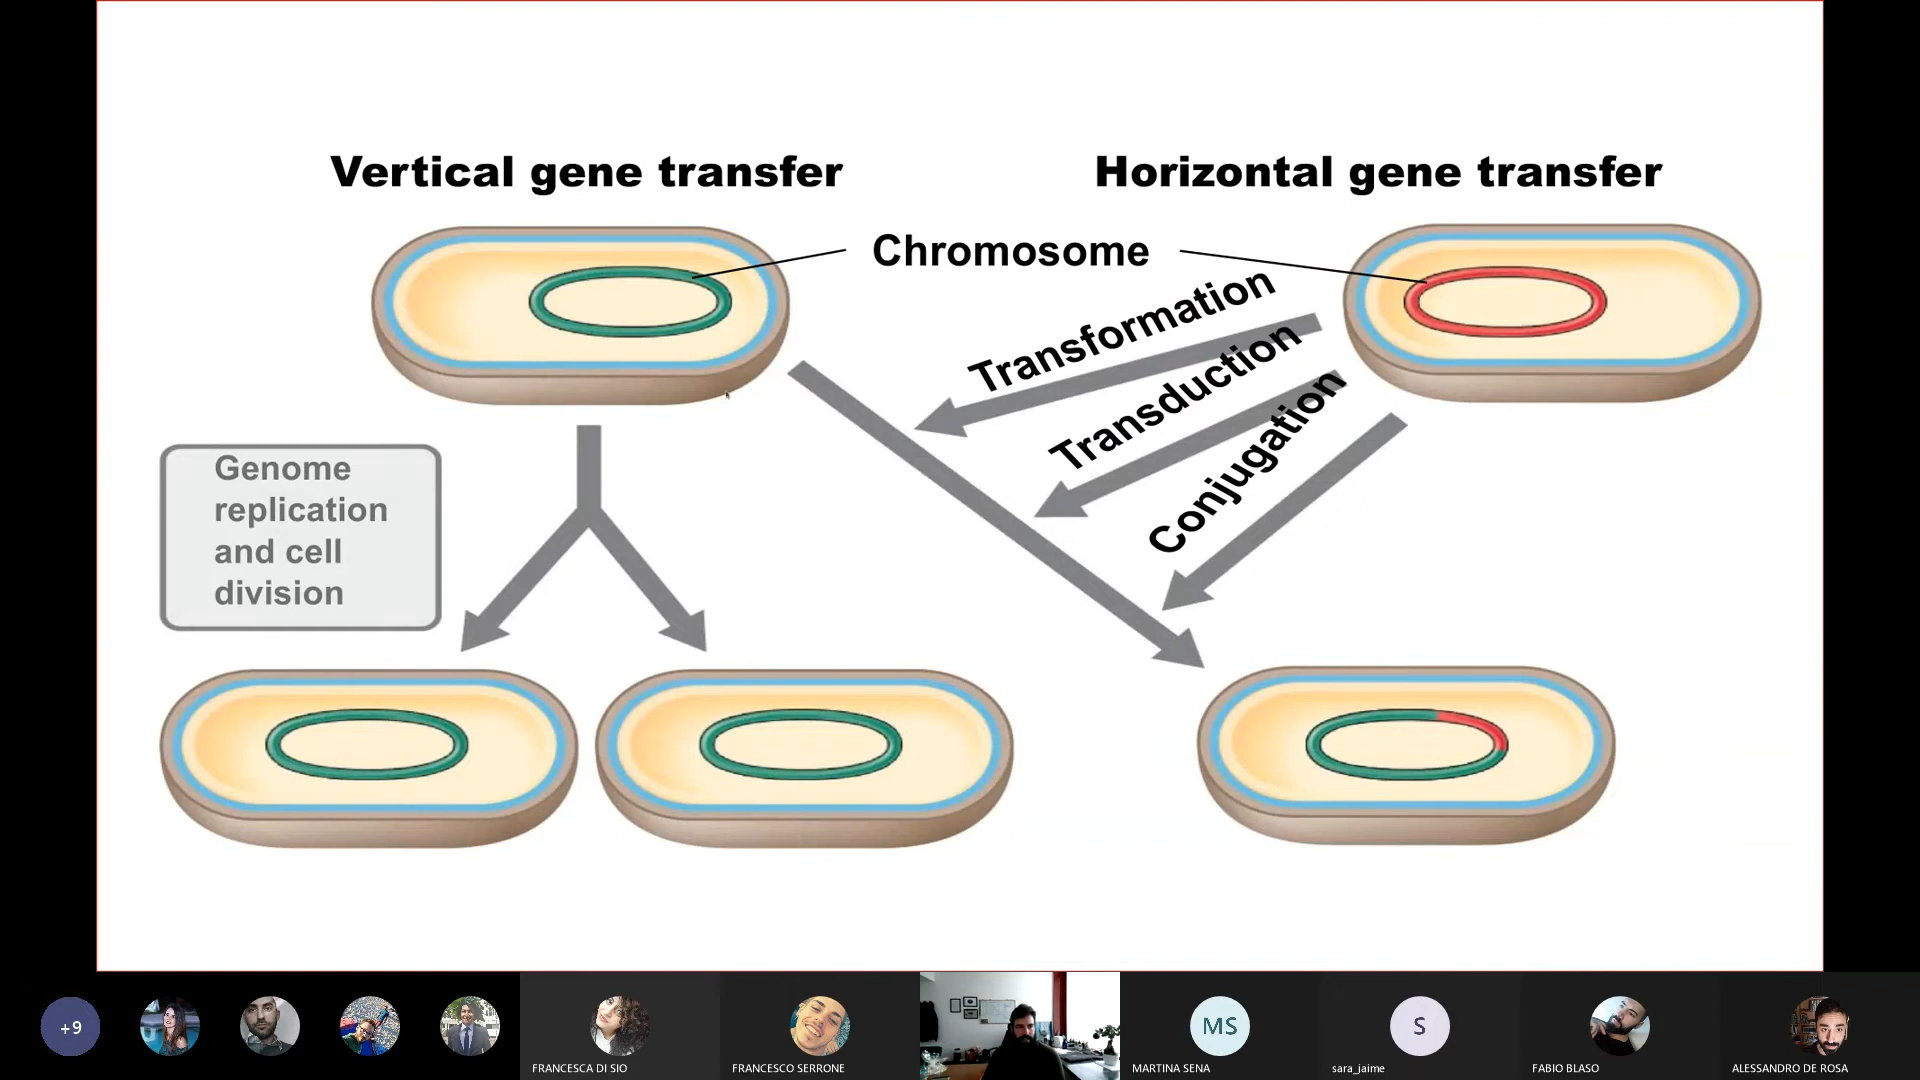 Vertical gene transfer
Horizontal gene transfer
Chromosome
Transformation
Transduction
Conjugation
Genome
replication
and cell
division
+9
FRANCESCA DI SIO
FRANCESCO SERRONE
MS
MARTINA SENA
S
sara_jaime
FABIO BLASO
ALESSANDRO DE ROSA